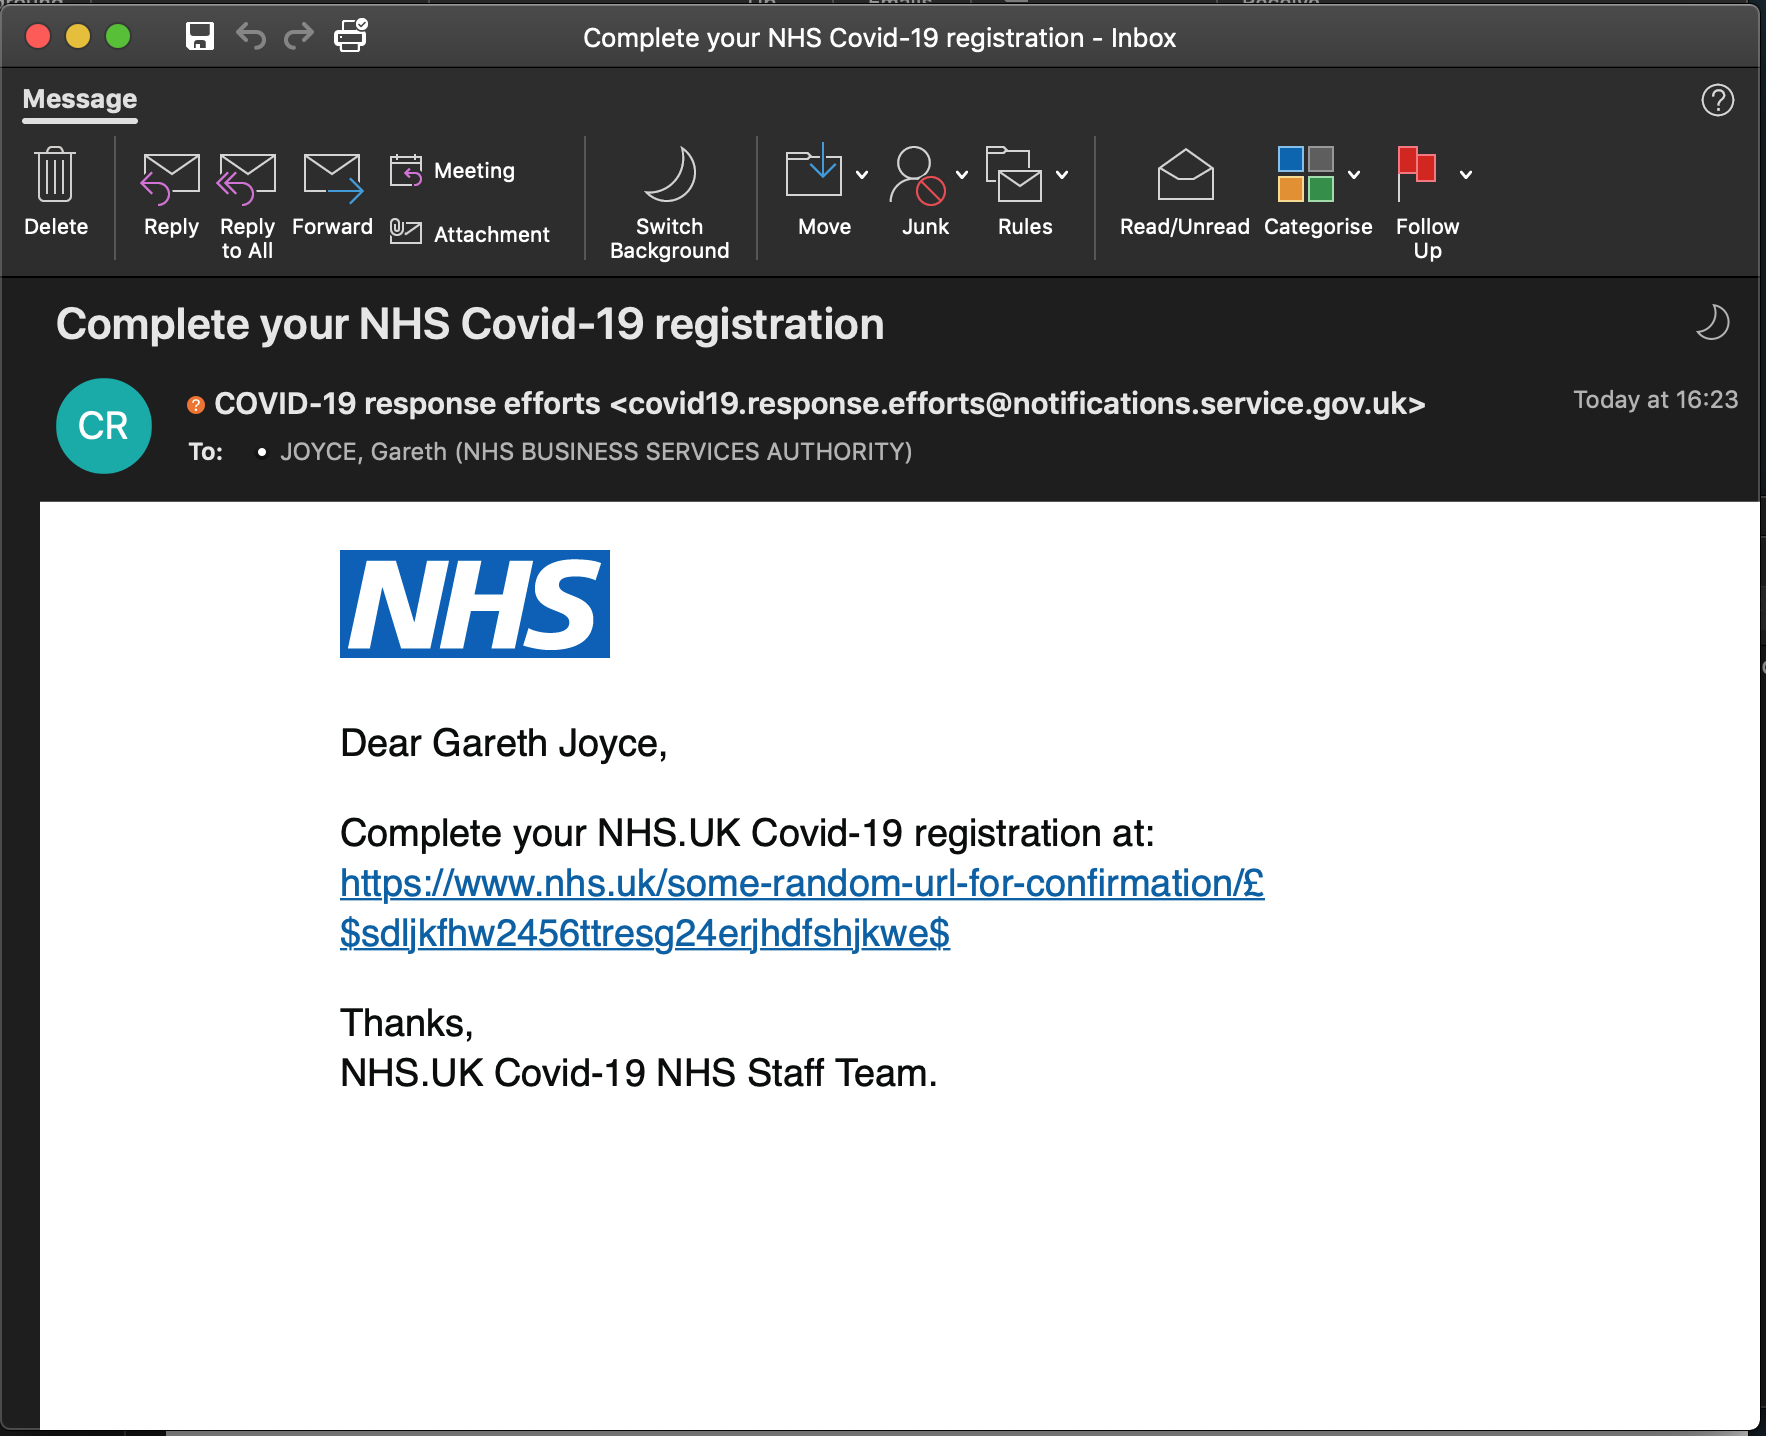 Complete your NHS Covid-19 registration - Inbox
Message
Delete
Reply
Reply to All
Forward
Meeting
Attachment
Switch Background
Move
Junk
Rules
Read/Unread
Categorise
Follow Up
Complete your NHS Covid-19 registration
CR
COVID-19 response efforts <covid19.response.efforts@notifications.service.gov.uk>
Today at 16:23
To: • JOYCE, Gareth (NHS BUSINESS SERVICES AUTHORITY)
NHS
Dear Gareth Joyce,
Complete your NHS.UK Covid-19 registration at:
https://www.nhs.uk/some-random-url-for-confirmation/£
$sdljkfhw2456ttresg24erjhdfshjkwe$
Thanks,
NHS.UK Covid-19 NHS Staff Team.